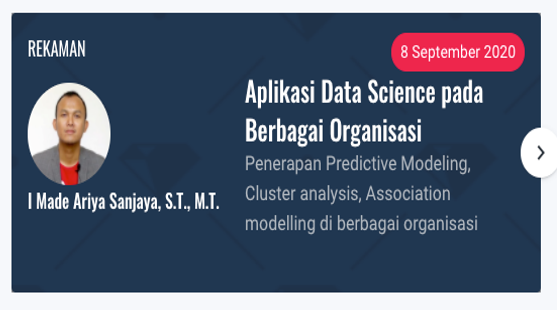 REKAMAN
8 September 2020
I Made Ariya Sanjaya, S.T., M.T.
Aplikasi Data Science pada
Berbagai Organisasi
Penerapan Predictive Modeling,
Cluster analysis, Association
modelling di berbagai organisasi